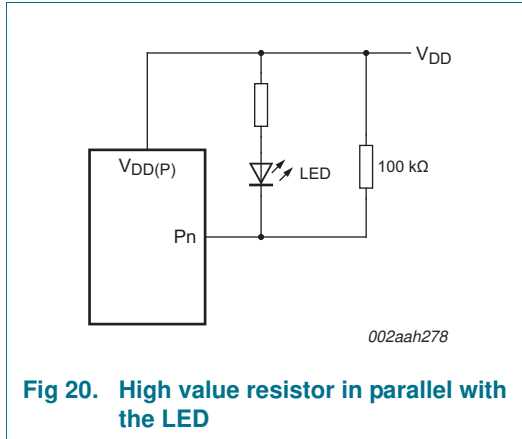 VDD
VDD(P)
LED
100 kΩ
Pn
002aah278
Fig 20. High value resistor in parallel with
the LED